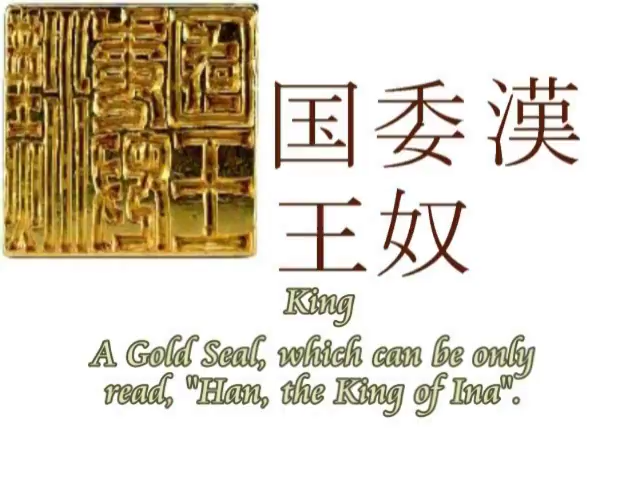 漢
委奴
国王
King
A Gold Seal, which can be only
read, "Han, the King of Ina".